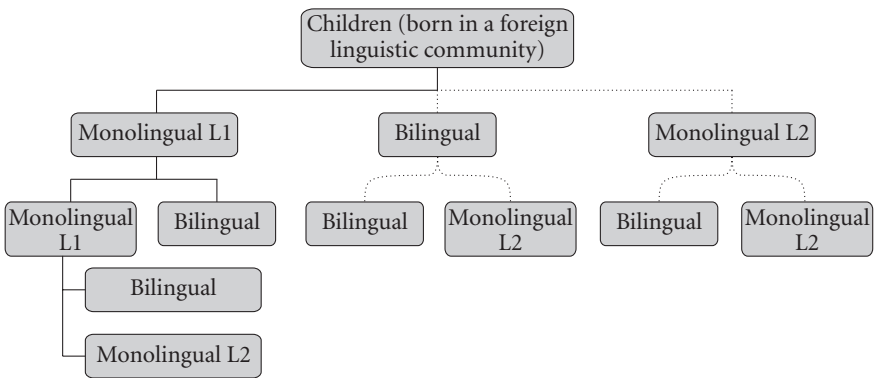 Children (born in a foreign
linguistic community)
Monolingual L1
Bilingual
Monolingual L2
Monolingual
L1
Bilingual
Bilingual
Monolingual
L2
Bilingual
Monolingual
L2
Bilingual
Monolingual L2